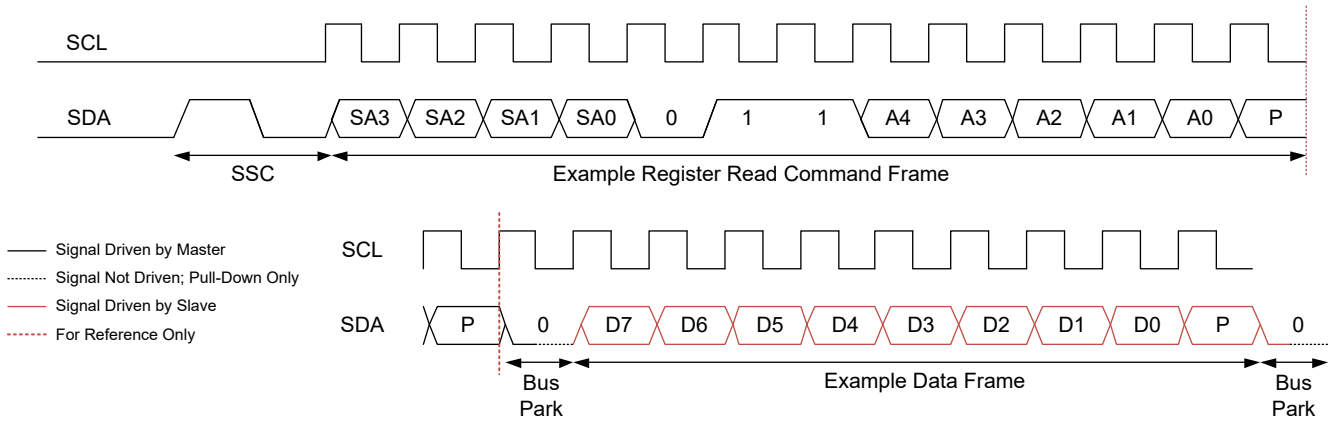 SCL
SDA SA3 SA2 SA1 SA0 0 1 1 A4 A3 A2 A1 A0 P
SSC Example Register Read Command Frame
Signal Driven by Master
Signal Not Driven; Pull-Down Only
Signal Driven by Slave
For Reference Only
SCL
SDA P 0 D7 D6 D5 D4 D3 D2 D1 D0 P 0
Bus Park
Example Data Frame
Bus Park